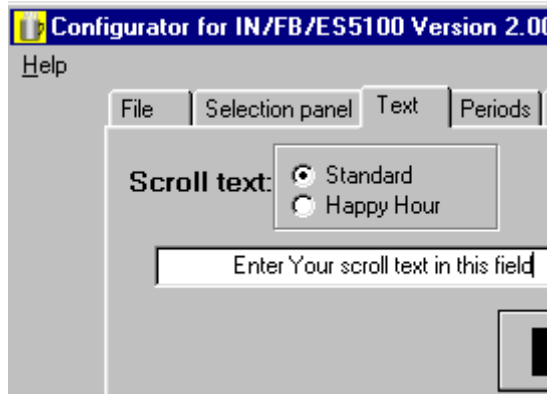 Configurator for IN/FB/ES5100 Version 2.00
Help
File Selection panel Text Periods
Scroll text:
Standard
Happy Hour
Enter Your scroll text in this field